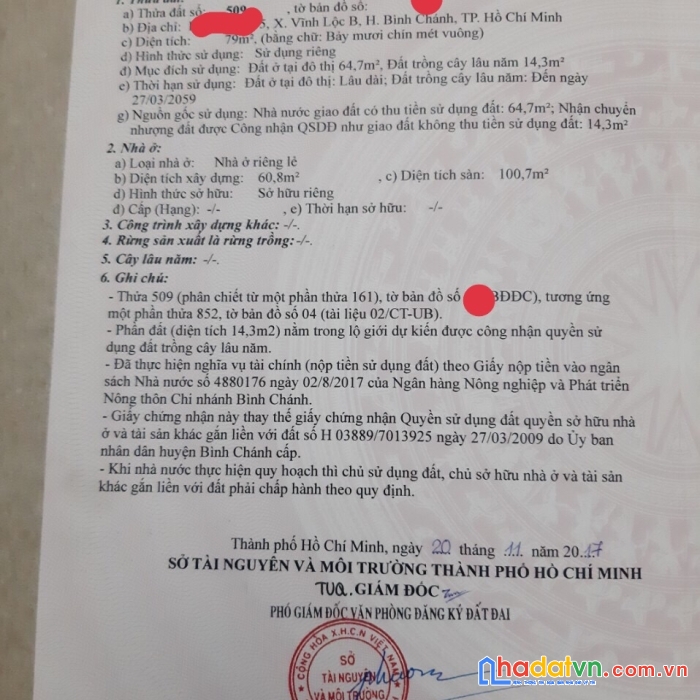 a) Thửa đất số: 509 , tờ bản đồ số:
b) Địa chỉ: X. Vĩnh Lộc B, H. Bình Chánh, TP. Hồ Chí Minh
c) Diện tích: 79m², (bằng chữ: Bảy mươi chín mét vuông)
d) Hình thức sử dụng: Sử dụng riêng
đ) Mục đích sử dụng: Đất ở tại đô thị 64,7m², Đất trồng cây lâu năm 14,3m²
e) Thời hạn sử dụng: Đất ở tại đô thị: Lâu dài; Đất trồng cây lâu năm: Đến ngày
27/03/2059
g) Nguồn gốc sử dụng: Nhà nước giao đất có thu tiền sử dụng đất: 64,7m²; Nhận chuyển
nhượng đất được Công nhận QSDĐ như giao đất không thu tiền sử dụng đất: 14,3m²
2. Nhà ở:
a) Loại nhà ở: Nhà ở riêng lẻ
b) Diện tích xây dựng: 60,8m² , c) Diện tích sàn: 100,7m²
d) Hình thức sở hữu: Sở hữu riêng
đ) Cấp (Hạng): -/- , e) Thời hạn sở hữu: -/-
3. Công trình xây dựng khác: -/-.
4. Rừng sản xuất là rừng trồng: -/-.
5. Cây lâu năm: -/-.
6. Ghi chú:
- Thửa 509 (phân chiết từ một phần thửa 161), tờ bản đồ số BĐĐC), tương ứng
một phần thửa 852, tờ bản đồ số 04 (tài liệu 02/CT-UB).
- Phần đất (diện tích 14,3m2) nằm trong lộ giới dự kiến được công nhận quyền sử
dụng đất trồng cây lâu năm.
- Đã thực hiện nghĩa vụ tài chính (nộp tiền sử dụng đất) theo Giấy nộp tiền vào ngân
sách Nhà nước số 4880176 ngày 02/8/2017 của Ngân hàng Nông nghiệp và Phát triển
Nông thôn Chi nhánh Bình Chánh.
- Giấy chứng nhận này thay thế giấy chứng nhận Quyền sử dụng đất quyền sở hữu nhà
ở và tài sản khác gắn liền với đất số H 03889/7013925 ngày 27/03/2009 do Ủy ban
nhân dân huyện Bình Chánh cấp.
- Khi nhà nước thực hiện quy hoạch thì chủ sử dụng đất, chủ sở hữu nhà ở và tài sản
khác gắn liền với đất phải chấp hành theo quy định.
Thành phố Hồ Chí Minh, ngày 20 tháng 11 năm 2017
SỞ TÀI NGUYÊN VÀ MÔI TRƯỜNG THÀNH PHỐ HỒ CHÍ MINH
TUQ. GIÁM ĐỐC
PHÓ GIÁM ĐỐC VĂN PHÒNG ĐĂNG KÝ ĐẤT ĐAI
CỘNG HÒA X.H.C.N VIỆT NAM
SỞ
TÀI NGUYÊN
VÀ MÔI TRƯỜNG
nhadatvn.com.vn